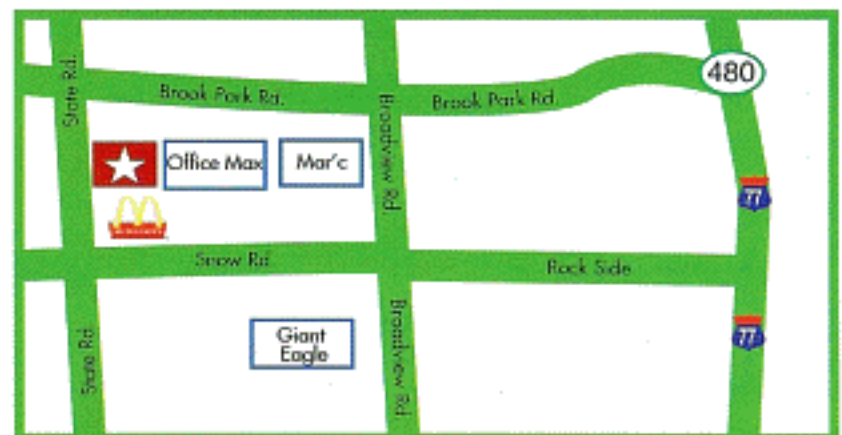 State Rd.
Brook Park Rd.
Broadview Rd.
Brook Park Rd.
480
Office Max
Mar'c
77
Snow Rd
Rock Side
State Rd
Giant
Eagle
Broadview Rd.
77